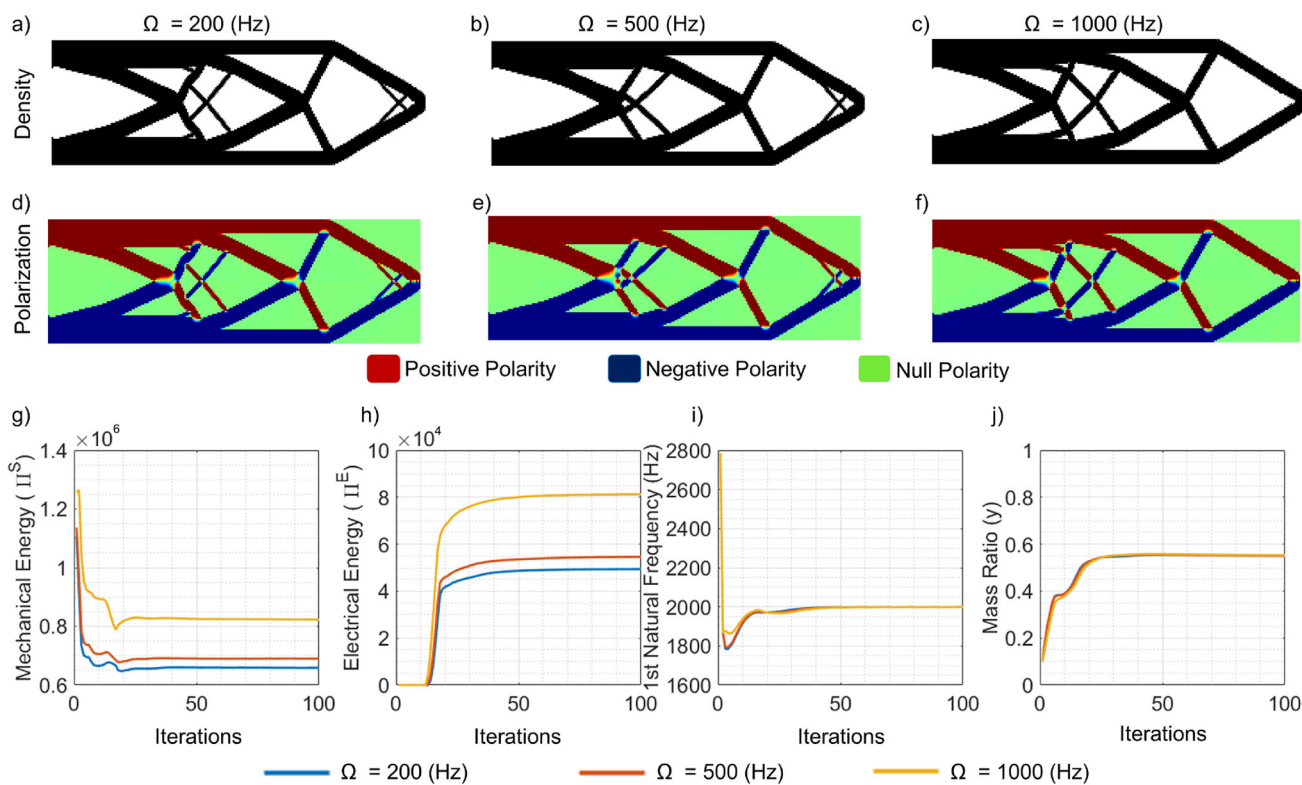 a) Ω = 200 (Hz) b) Ω = 500 (Hz) c) Ω = 1000 (Hz)
Density
d) e) f)
Polarization
Positive Polarity Negative Polarity Null Polarity
g) h) i) j)
×10⁶
1.4
1.2
1
0.8
0.6
Mechanical Energy ( ΙΙˢ)
0 50 100
Iterations
×10⁴
10
8
6
4
2
0
Electrical Energy ( ΙΙᴱ)
0 50 100
Iterations
2800
2600
2400
2200
2000
1800
1600
1st Natural Frequency (Hz)
0 50 100
Iterations
1
0.8
0.6
0.4
0.2
0
Mass Ratio (y)
0 50 100
Iterations
Ω = 200 (Hz) Ω = 500 (Hz) Ω = 1000 (Hz)